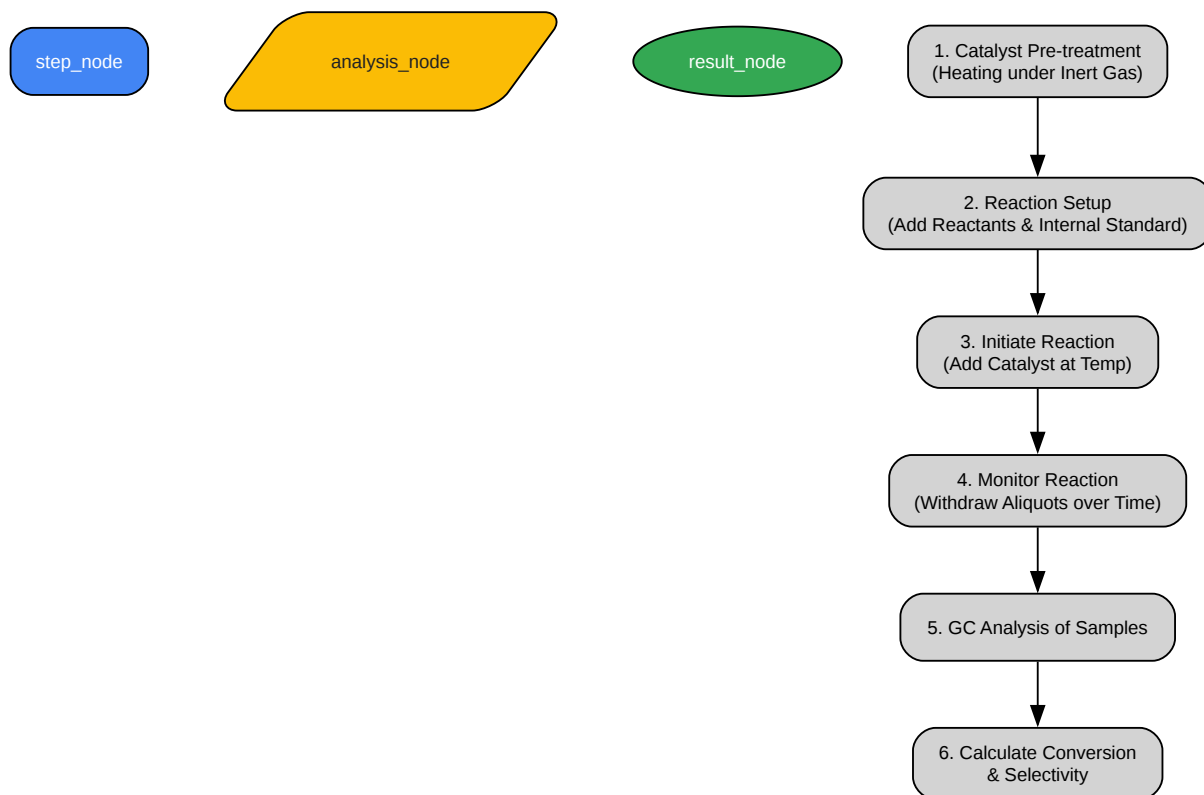 step_node
analysis_node
result_node
1. Catalyst Pre-treatment
(Heating under Inert Gas)
2. Reaction Setup
(Add Reactants & Internal Standard)
3. Initiate Reaction
(Add Catalyst at Temp)
4. Monitor Reaction
(Withdraw Aliquots over Time)
5. GC Analysis of Samples
6. Calculate Conversion
& Selectivity